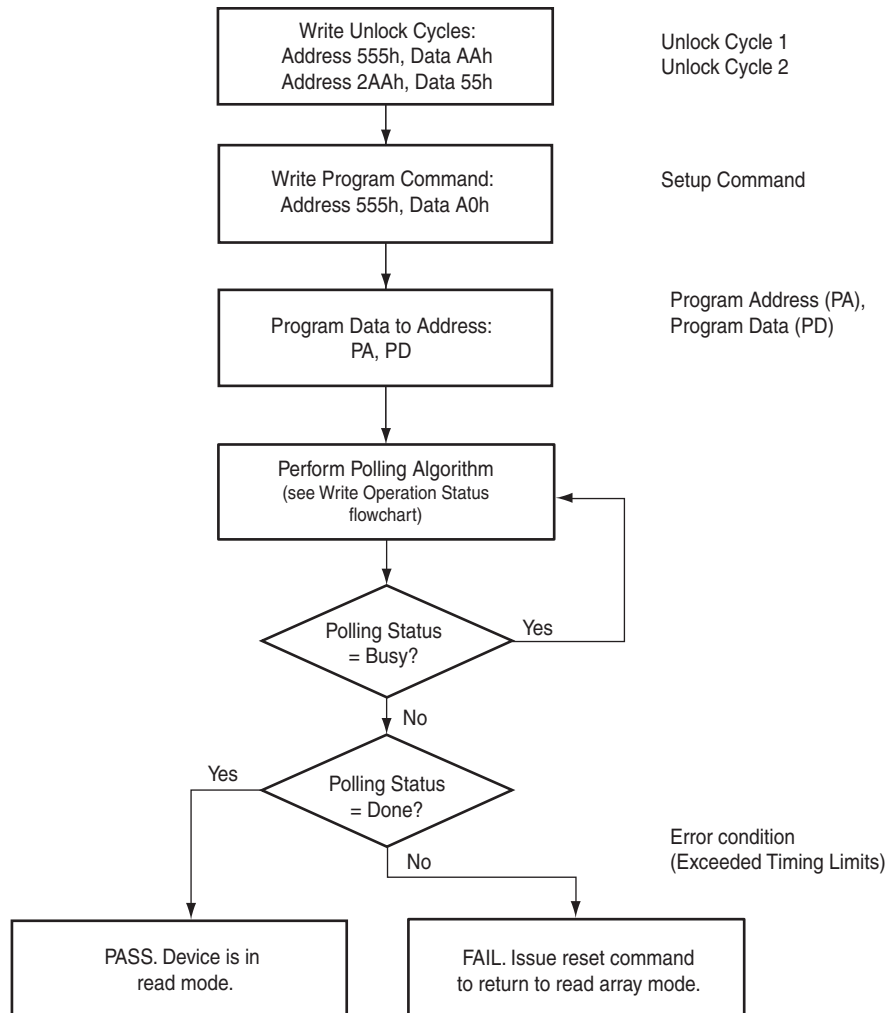 Write Unlock Cycles:
Address 555h, Data AAh
Address 2AAh, Data 55h
Unlock Cycle 1
Unlock Cycle 2
Write Program Command:
Address 555h, Data A0h
Setup Command
Program Data to Address:
PA, PD
Program Address (PA),
Program Data (PD)
Perform Polling Algorithm
(see Write Operation Status
flowchart)
Polling Status
= Busy?
Yes
No
Polling Status
= Done?
Yes
No
Error condition
(Exceeded Timing Limits)
PASS. Device is in
read mode.
FAIL. Issue reset command
to return to read array mode.